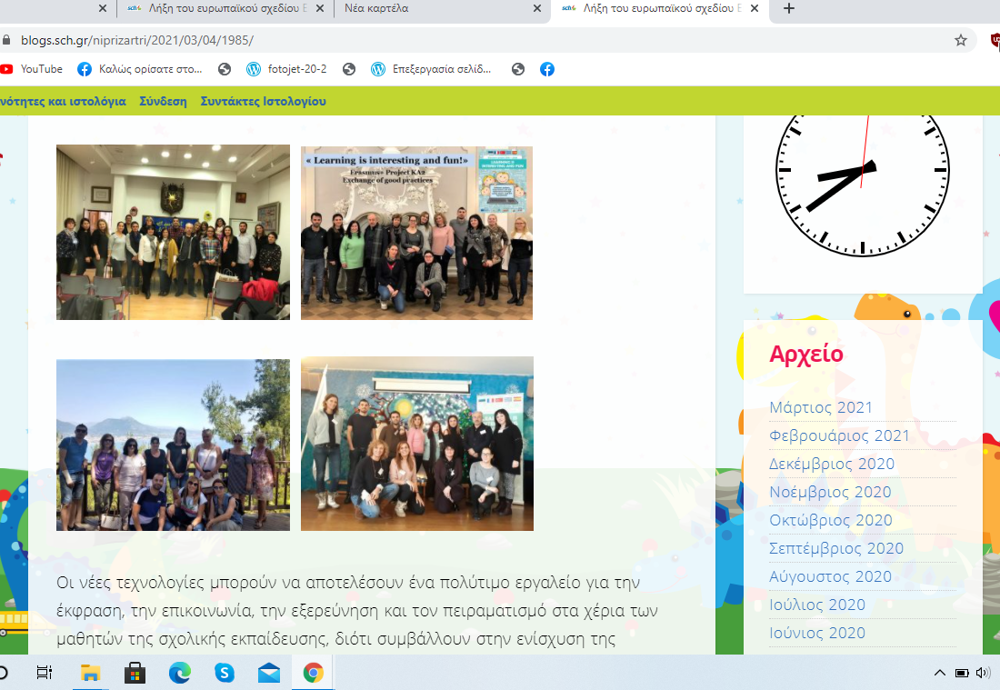 Λήξη του ευρωπαϊκού σχεδίου Ε
Νέα καρτέλα
Λήξη του ευρωπαϊκού σχεδίου Ε
blogs.sch.gr/niprizartri/2021/03/04/1985/
YouTube
Καλώς ορίσατε στο...
fotojet-20-2
Επεξεργασία σελίδ...
νότητες και ιστολόγια
Σύνδεση
Συντάκτες Ιστολογίου
« Learning is interesting and fun!»
Erasmus+ Project KA2
Exchange of good practices
LEARNING IS
INTERESTING AND FUN
Αρχείο
Μάρτιος 2021
Φεβρουάριος 2021
Δεκέμβριος 2020
Νοέμβριος 2020
Οκτώβριος 2020
Σεπτέμβριος 2020
Αύγουστος 2020
Ιούλιος 2020
Ιούνιος 2020
Οι νέες τεχνολογίες μπορούν να αποτελέσουν ένα πολύτιμο εργαλείο για την
έκφραση, την επικοινωνία, την εξερεύνηση και τον πειραματισμό στα χέρια των
μαθητών της σχολικής εκπαίδευσης, διότι συμβάλλουν στην ενίσχυση της